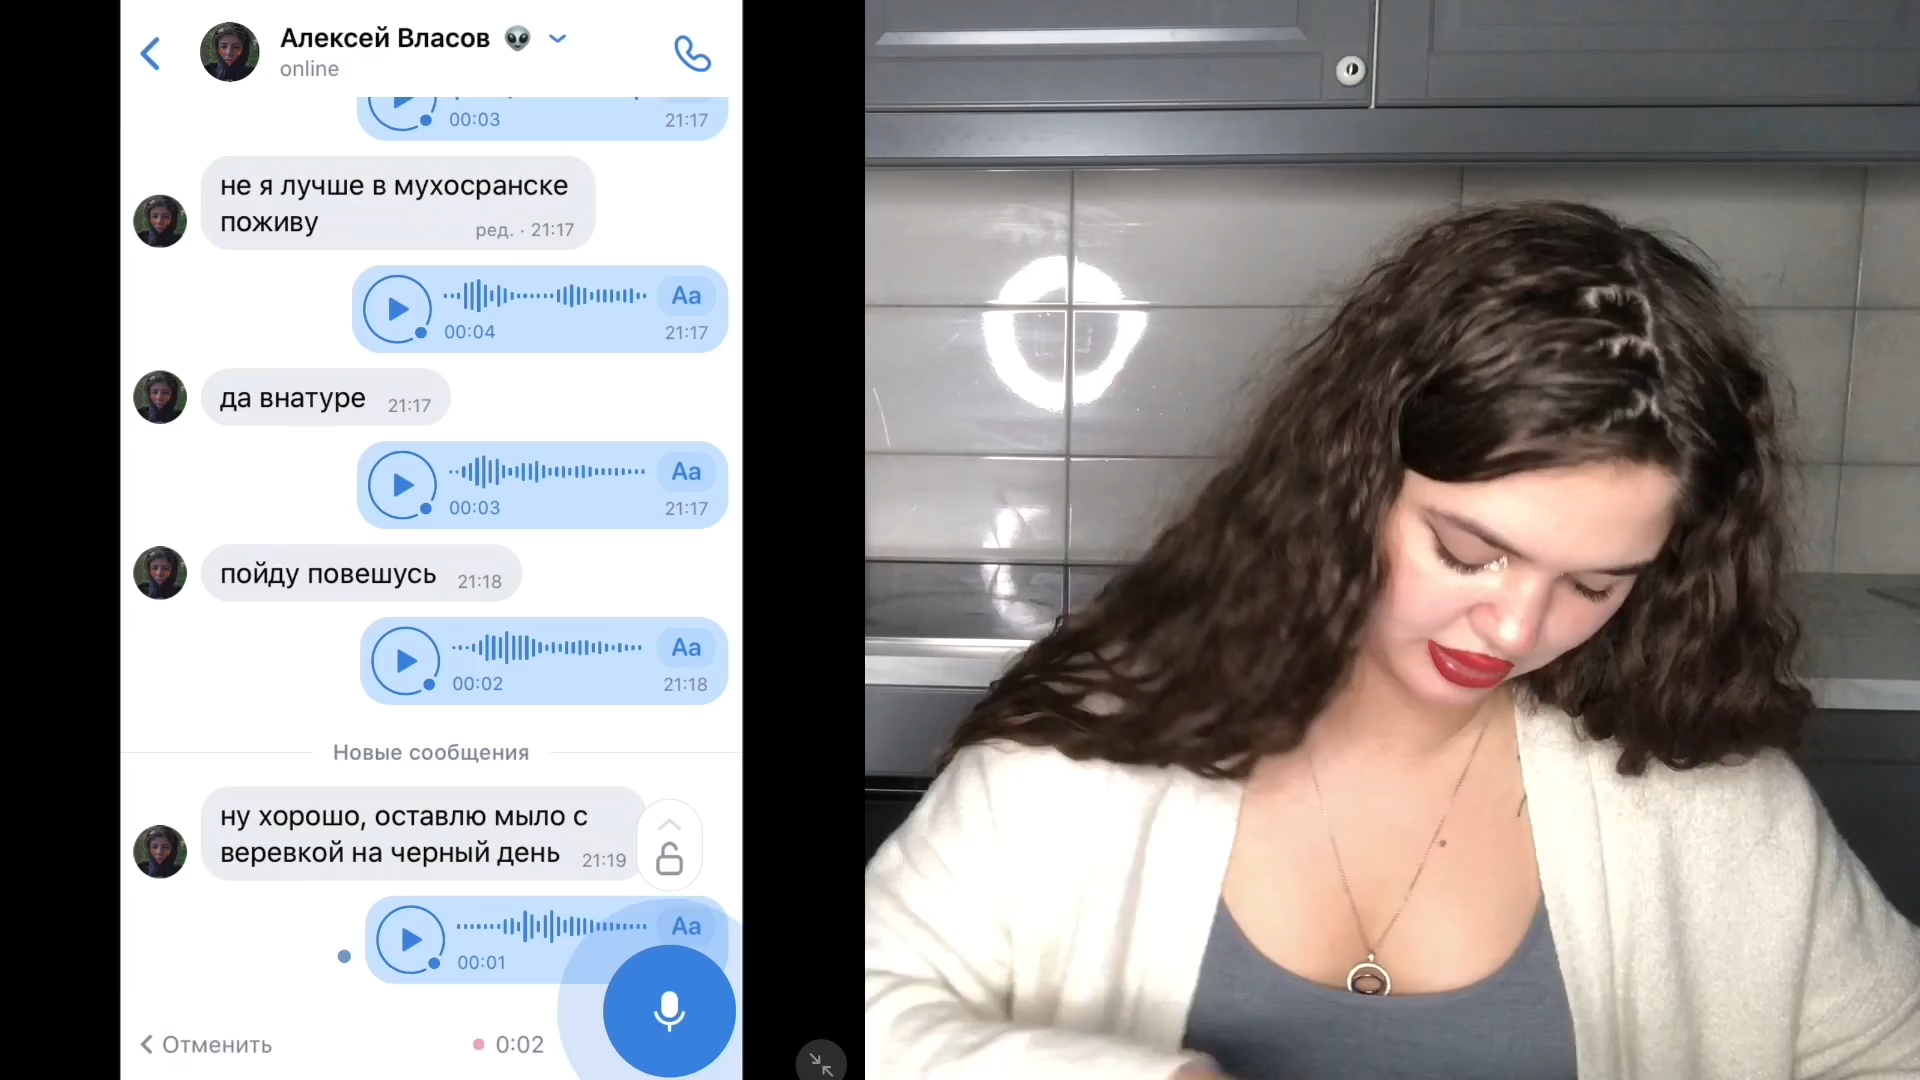 Алексей Власов
online
00:03
21:17
не я лучше в мухосранске
поживу
ред. · 21:17
Aa
00:04
21:17
да внатуре 21:17
Aa
00:03
21:17
пойду повешусь 21:18
Aa
00:02
21:18
Новые сообщения
ну хорошо, оставлю мыло с
веревкой на черный день 21:19
Aa
00:01
Отменить
0:02